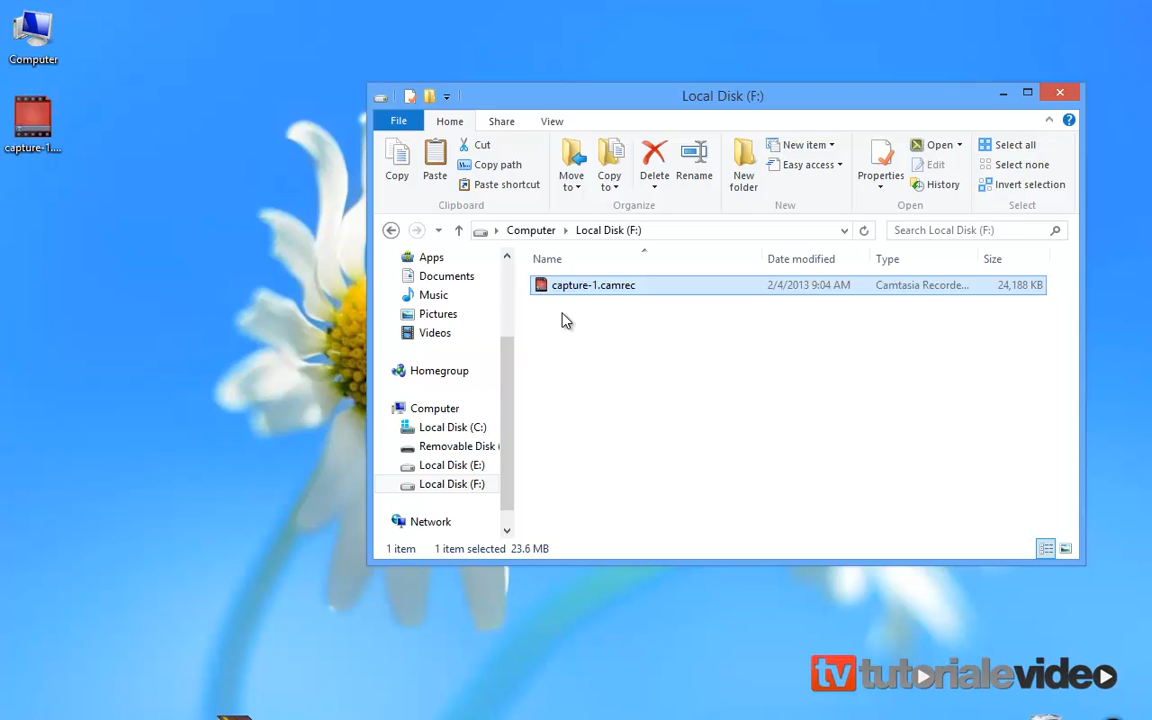 Computer
capture-1....
Local Disk (F:)
File Home Share View
Copy
Paste
Cut
Copy path
Paste shortcut
Clipboard
Move to
Copy to
Delete
Rename
Organize
New folder
New item
Easy access
New
Properties
Open
Edit
History
Open
Select all
Select none
Invert selection
Select
Computer Local Disk (F:)
Search Local Disk (F:)
Name Date modified Type Size
capture-1.camrec 2/4/2013 9:04 AM Camtasia Recorde... 24,188 KB
Apps
Documents
Music
Pictures
Videos
Homegroup
Computer
Local Disk (C:)
Removable Disk (
Local Disk (E:)
Local Disk (F:)
Network
1 item 1 item selected 23.6 MB
tv tutorialevideo